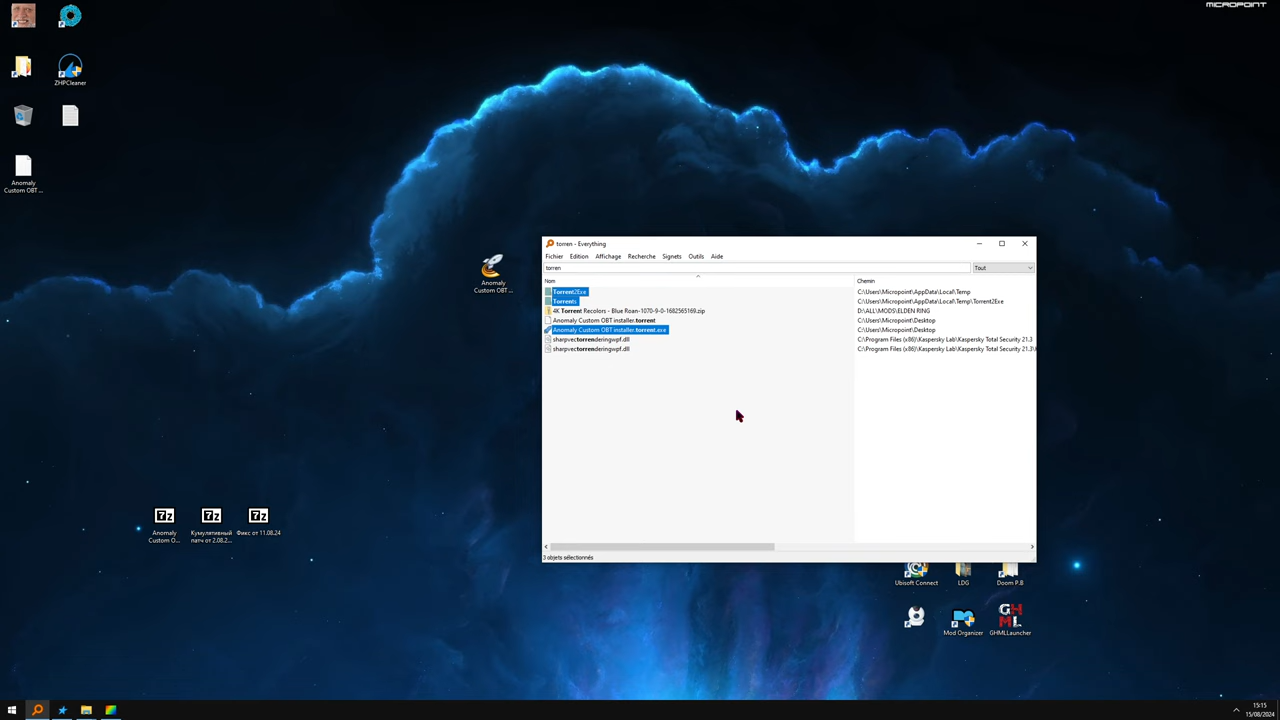 MICROPOINT
ZHPCleaner
Anomaly
Custom OBT ...
Anomaly
Custom OBT ...
torren - Everything
Fichier Edition Affichage Recherche Signets Outils Aide
torren Tout
Nom Chemin
Torrent2Exe C:\Users\Micropoint\AppData\Local\Temp
Torrents C:\Users\Micropoint\AppData\Local\Temp\Torrent2Exe
4K Torrent Recolors - Blue Roan-1070-9-0-1682565169.zip D:\ALL\MODS\ELDEN RING
Anomaly Custom OBT installer.torrent C:\Users\Micropoint\Desktop
Anomaly Custom OBT installer.torrent.exe C:\Users\Micropoint\Desktop
sharpvectorrenderingwpf.dll C:\Program Files (x86)\Kaspersky Lab\Kaspersky Total Security 21.3
sharpvectorrenderingwpf.dll C:\Program Files (x86)\Kaspersky Lab\Kaspersky Total Security 21.3\
3 objets sélectionnés
7z 7z 7z
Anomaly
Custom O...
Кумулятивный
патч от 2.08.2...
Фикс от 11.08.24
Ubisoft Connect LDG Doom P.B
GHML
Mod Organizer GHMLLauncher
15:15
15/08/2024